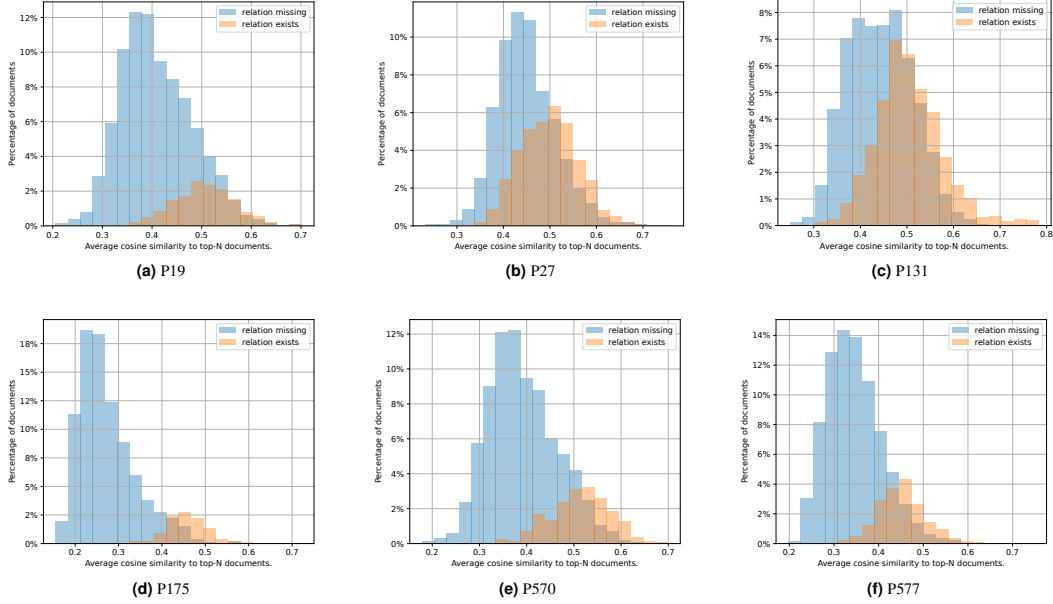 12%
10%
8%
6%
4%
2%
0%
Percentage of documents
relation missing
relation exists
0.2 0.3 0.4 0.5 0.6 0.7
Average cosine similarity to top-N documents.
(a) P19
12%
10%
8%
6%
4%
2%
0%
Percentage of documents
relation missing
relation exists
0.3 0.4 0.5 0.6 0.7
Average cosine similarity to top-N documents.
(b) P27
8%
7%
6%
5%
4%
3%
2%
1%
0%
Percentage of documents
relation missing
relation exists
0.3 0.4 0.5 0.6 0.7 0.8
Average cosine similarity to top-N documents.
(c) P131
18%
15%
12%
10%
8%
5%
2%
0%
Percentage of documents
relation missing
relation exists
0.2 0.3 0.4 0.5 0.6 0.7
Average cosine similarity to top-N documents.
(d) P175
12%
10%
8%
6%
4%
2%
0%
Percentage of documents
relation missing
relation exists
0.2 0.3 0.4 0.5 0.6 0.7
Average cosine similarity to top-N documents.
(e) P570
14%
12%
10%
8%
6%
4%
2%
0%
Percentage of documents
relation missing
relation exists
0.2 0.3 0.4 0.5 0.6 0.7
Average cosine similarity to top-N documents.
(f) P577